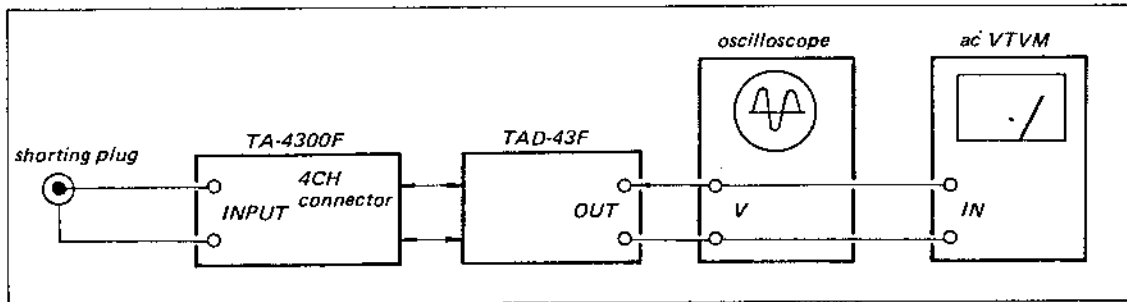 oscilloscope
ac VTVM
TA-4300F
TAD-43F
shorting plug
4CH
connector
INPUT
OUT
V
IN